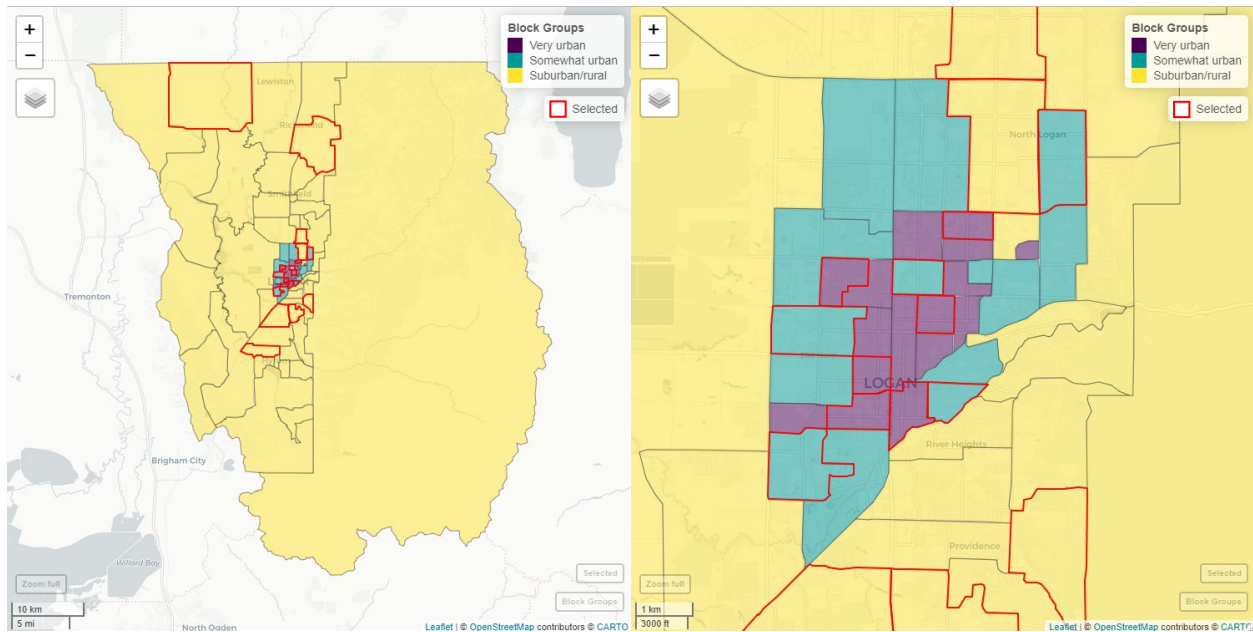 +
−
Block Groups
Very urban
Somewhat urban
Suburban/rural
Selected
Lewiston
Richmond
Smithfield
Tremonton
Brigham City
Willard Bay
North Ogden
Zoom full
10 km
5 mi
Selected
Block Groups
Leaflet | © OpenStreetMap contributors © CARTO
+
−
Block Groups
Very urban
Somewhat urban
Suburban/rural
Selected
North Logan
LOGAN
River Heights
Providence
Zoom full
1 km
3000 ft
Selected
Block Groups
Leaflet | © OpenStreetMap contributors © CARTO